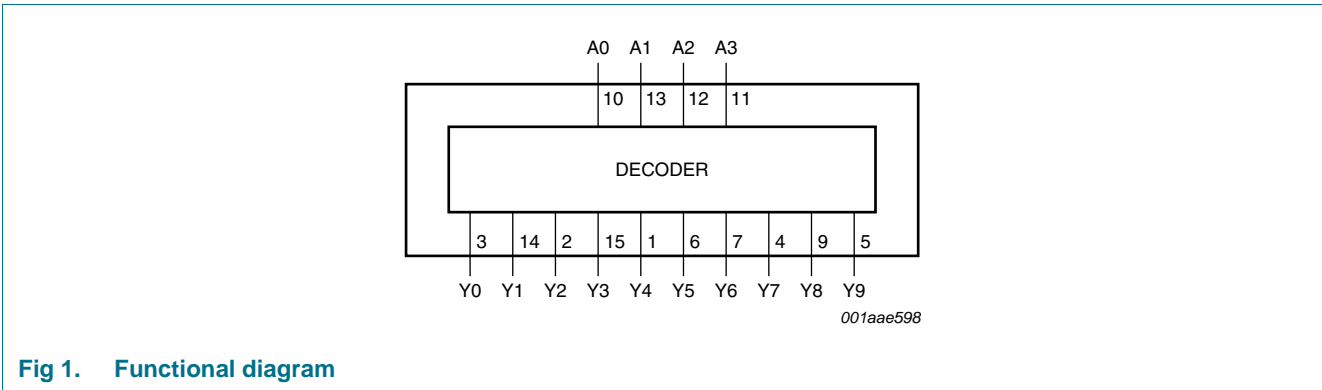 A0 A1 A2 A3
10 13 12 11
DECODER
3 14 2 15 1 6 7 4 9 5
Y0 Y1 Y2 Y3 Y4 Y5 Y6 Y7 Y8 Y9
001aae598
Fig 1. Functional diagram